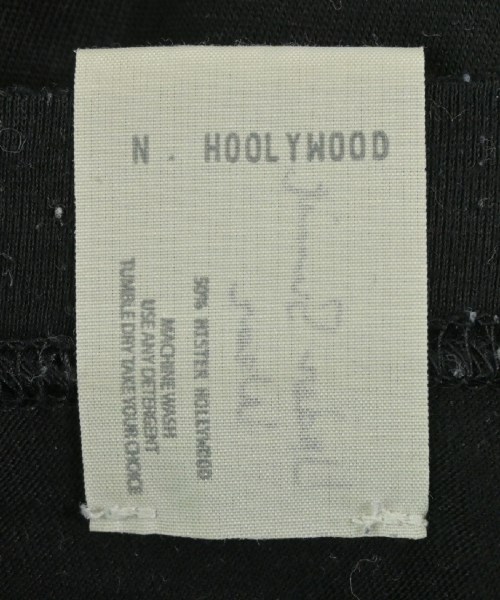 N. HOOLYWOOD
50% MISTER HOLLYWOOD
MACHINE WASH
USE ANY DETERGENT
TUMBLE DRY TAKE YOUR CHOICE